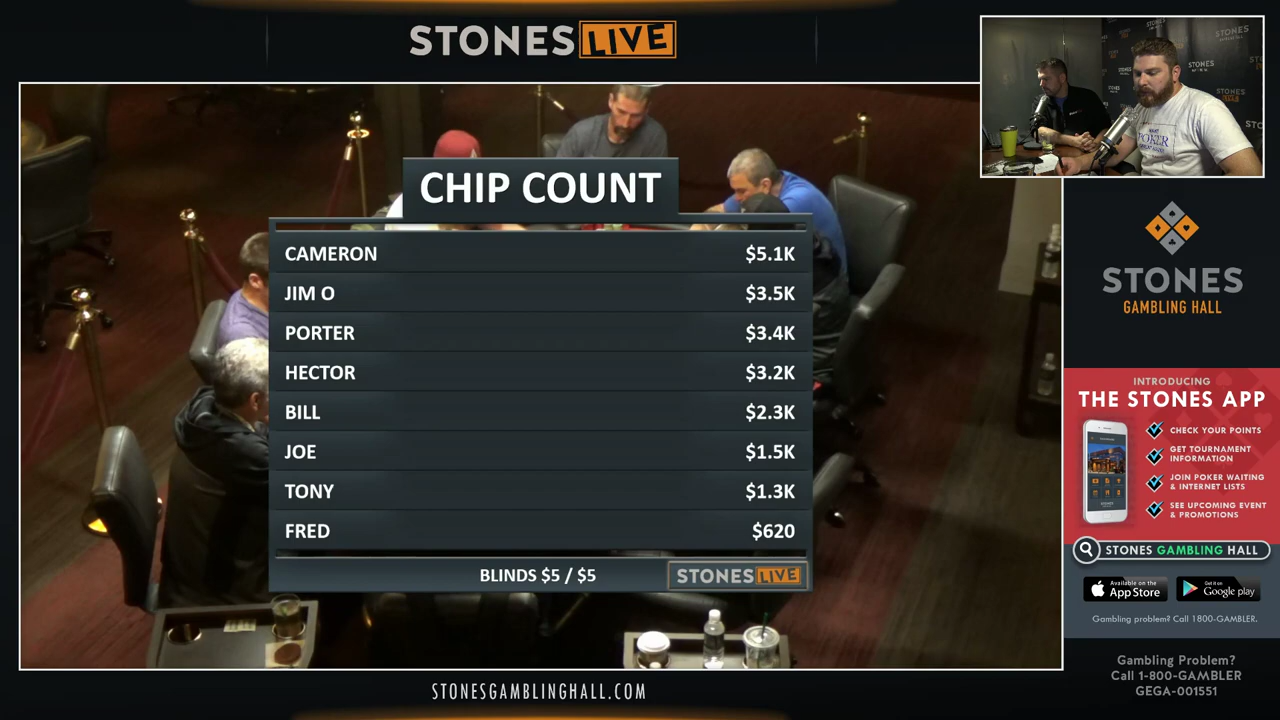 STONES LIVE
CHIP COUNT
CAMERON $5.1K
JIM O $3.5K
PORTER $3.4K
HECTOR $3.2K
BILL $2.3K
JOE $1.5K
TONY $1.3K
FRED $620
BLINDS $5 / $5
STONES LIVE
STONESGAMBLINGHALL.COM
STONES
POKER
STONES
GAMBLING HALL
INTRODUCING
THE STONES APP
CHECK YOUR POINTS
GET TOURNAMENT
INFORMATION
JOIN POKER WAITING
& INTERNET LISTS
SEE UPCOMING EVENT
& PROMOTIONS
STONES GAMBLING HALL
Available on the
App Store
Get it on
Google play
Gambling problem? Call 1800-GAMBLER.
Gambling Problem?
Call 1-800-GAMBLER
GEGA-001551